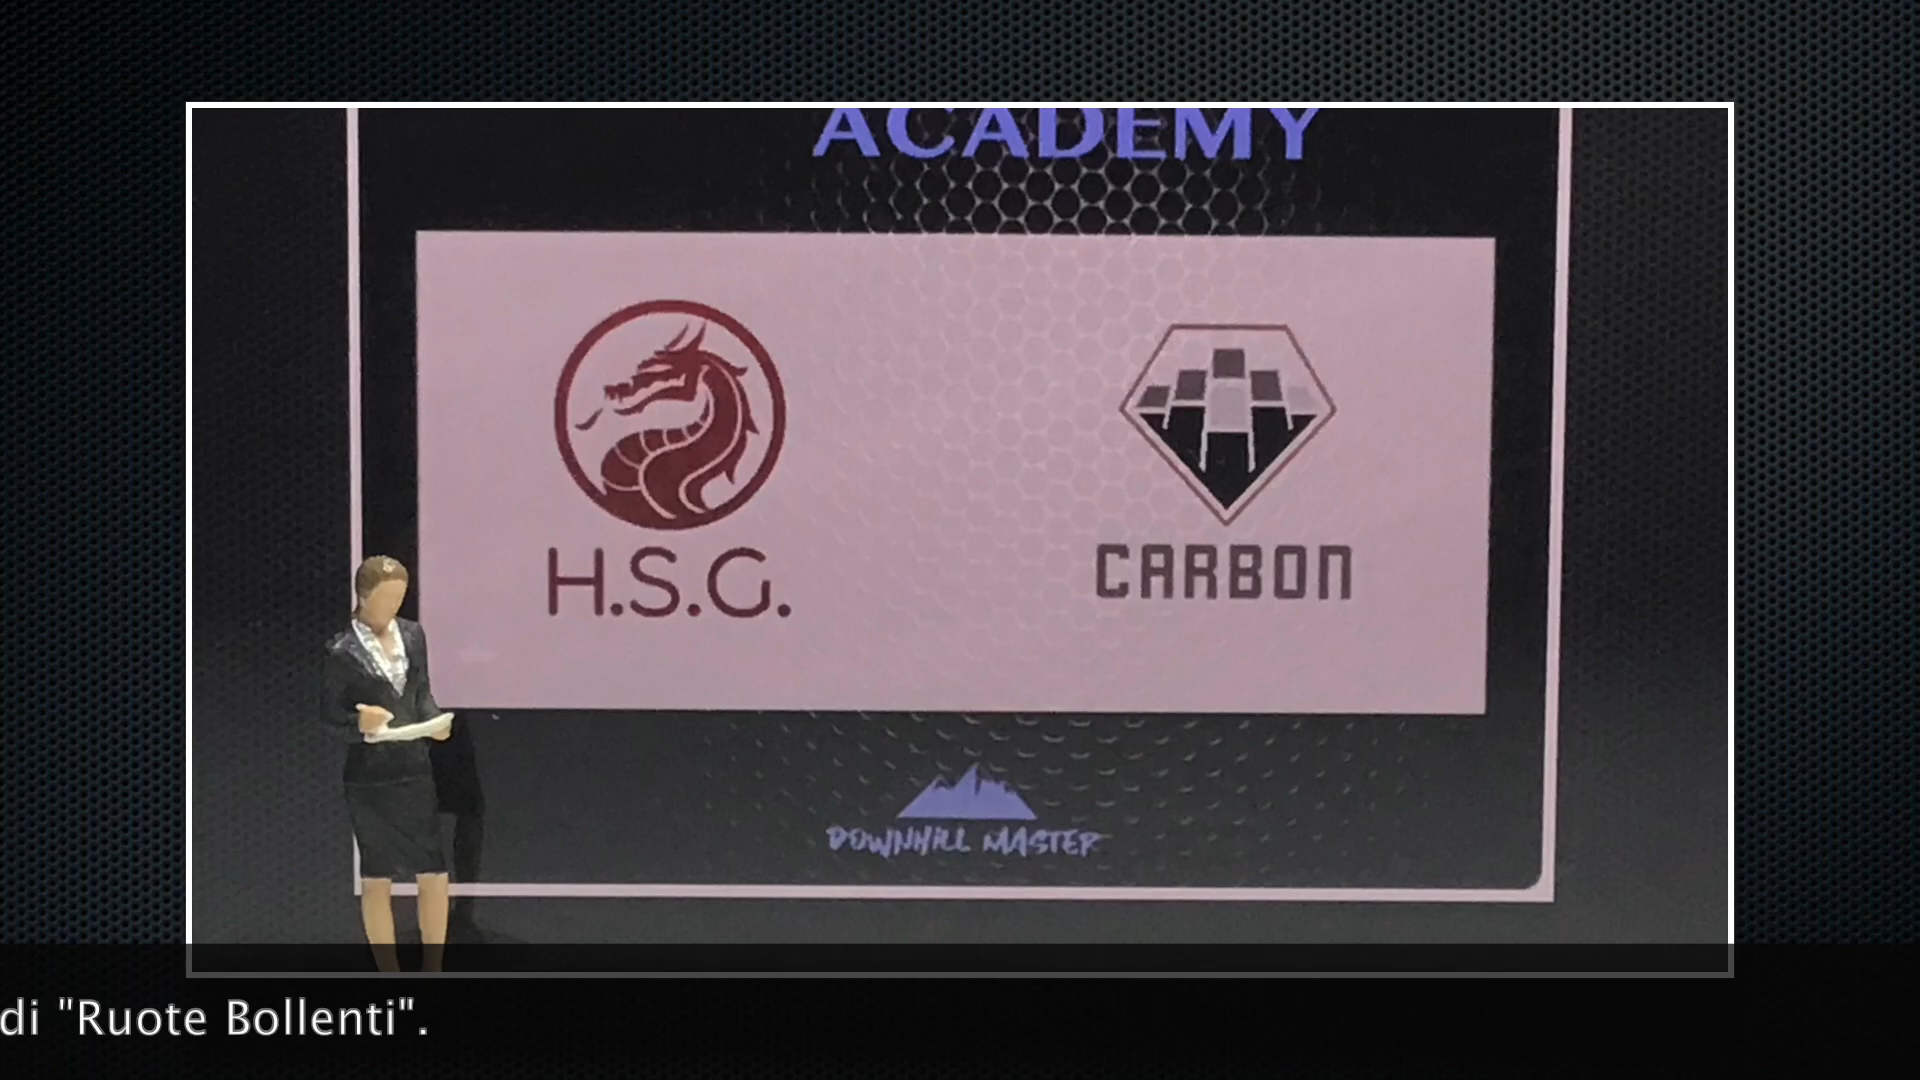 ACADEMY
H.S.G.
CARBON
DOWNHILL MASTER
di "Ruote Bollenti".